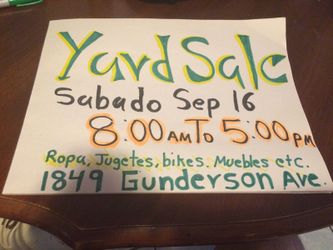 Yard Sale
Sabado Sep 16
8:00 AM To 5:00 PM
Ropa, Jugetes, bikes. Muebles etc.
1849 Gunderson Ave.